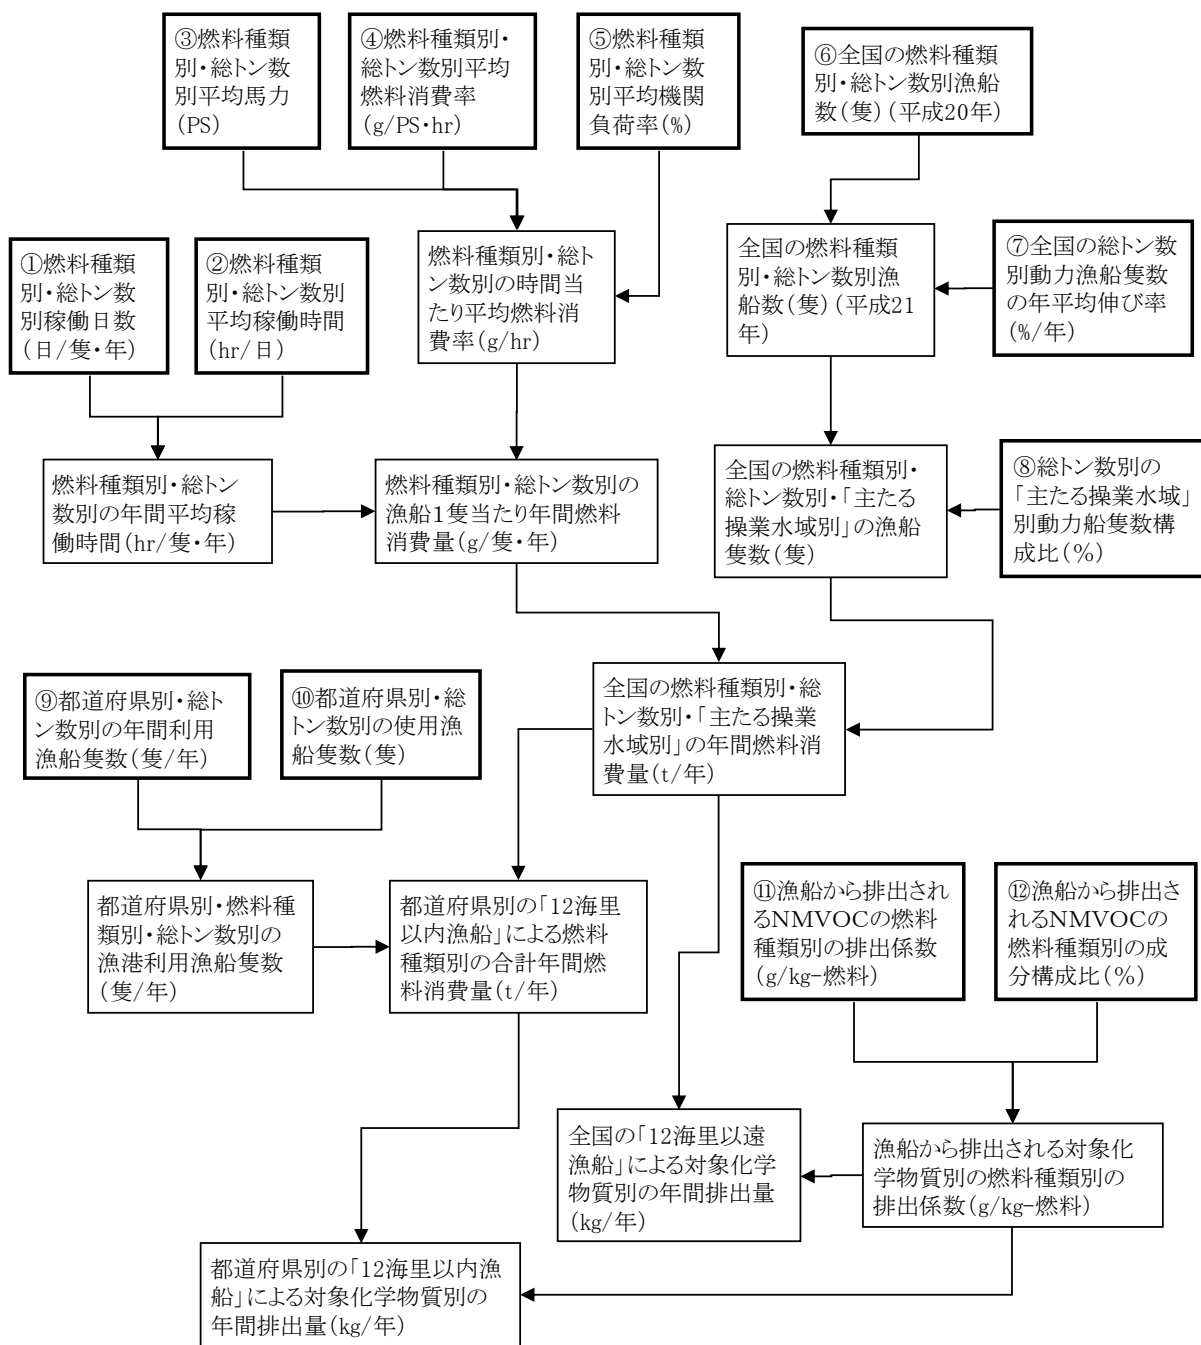 ③燃料種類
別・総トン数
別平均馬力
(PS)
④燃料種類別・
総トン数別平均
燃料消費率
(g/PS・hr)
⑤燃料種類
別・総トン数
別平均機関
負荷率(%)
⑥全国の燃料種類
別・総トン数別漁船
数(隻)(平成20年)
①燃料種類
別・総トン数
別稼働日数
(日/隻・年)
②燃料種類
別・総トン数別
平均稼働時間
(hr/日)
燃料種類別・総ト
ン数別の時間当
たり平均燃料消
費率(g/hr)
全国の燃料種類
別・総トン数別漁
船数(隻)(平成21
年)
⑦全国の総トン数
別動力漁船隻数
の年平均伸び率
(%/年)
燃料種類別・総トン
数別の年間平均稼
働時間(hr/隻・年)
燃料種類別・総トン数別の
漁船1隻当たり年間燃料
消費量(g/隻・年)
全国の燃料種類別・
総トン数別・「主たる
操業水域別」の漁船
隻数(隻)
⑧総トン数別の
「主たる操業水域」
別動力船隻数構
成比(%)
⑨都道府県別・総ト
ン数別の年間利用
漁船隻数(隻/年)
⑩都道府県別・総
トン数別の使用漁
船隻数(隻)
全国の燃料種類別・総
トン数別・「主たる操業
水域別」の年間燃料消
費量(t/年)
都道府県別・燃料種
類別・総トン数別の
漁港利用漁船隻数
(隻/年)
都道府県別の「12海里
以内漁船」による燃料
種類別の合計年間燃
料消費量(t/年)
⑪漁船から排出さ
れるNMVOCの燃料
種類別の排出係数
(g/kg-燃料)
⑫漁船から排出さ
れるNMVOCの
燃料種類別の成
分構成比(%)
全国の「12海里以遠
漁船」による対象化学
物質別の年間排出量
(kg/年)
漁船から排出される対象化
学物質別の燃料種類別の
排出係数(g/kg-燃料)
都道府県別の「12海里以内漁
船」による対象化学物質別の
年間排出量(kg/年)